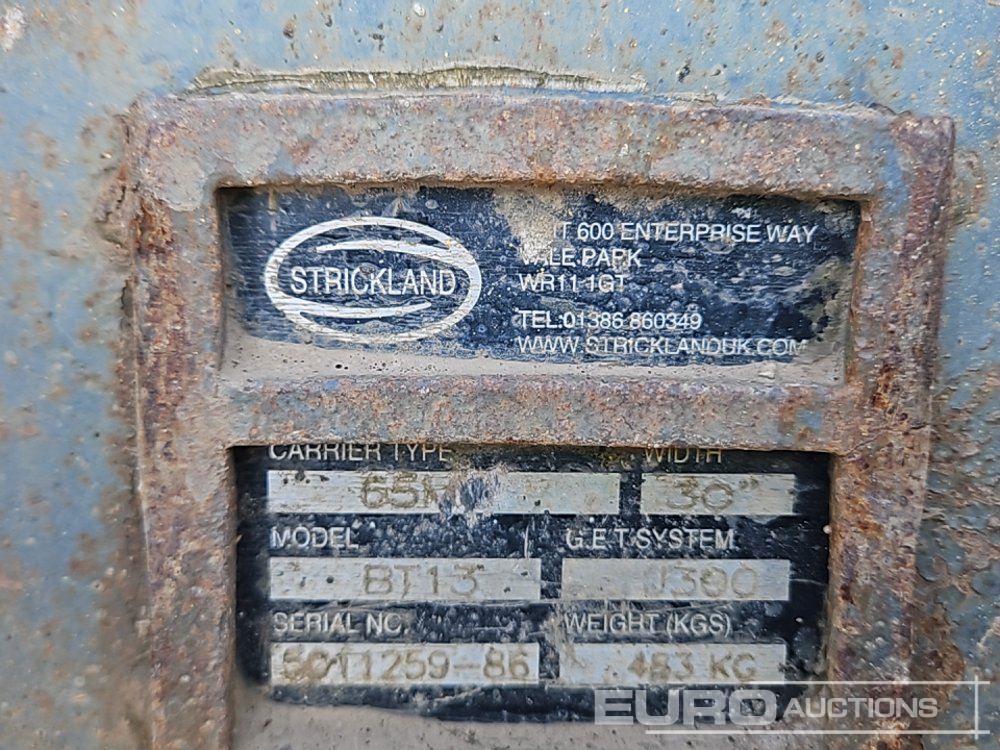 STRICKLAND
600 ENTERPRISE WAY
PARK
WR11 1GT
TEL:01386 860349
WWW.STRICKLANDUK.COM
CARRIER TYPE WIDTH
30"
MODEL G.E.T SYSTEM
BT13
SERIAL NO. WEIGHT (KGS)
483 KG
EURO AUCTIONS